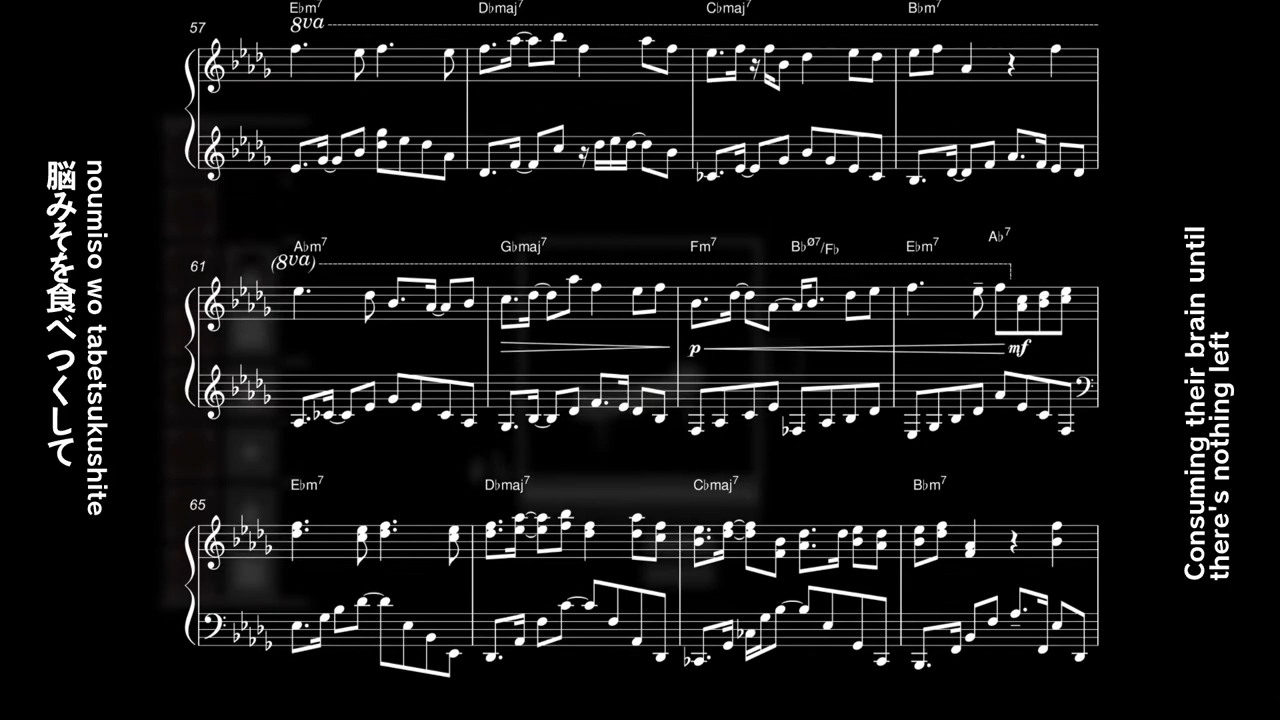 脳みそを食べつくして
noumiso wo tabetsukushite
57
E♭m7 D♭maj7 C♭maj7 B♭m7
8va
61
A♭m7 G♭maj7 Fm7 B♭ø7/F♭ E♭m7 A♭7
(8va)
p mf
65
E♭m7 D♭maj7 C♭maj7 B♭m7
Consuming their brain until
there's nothing left